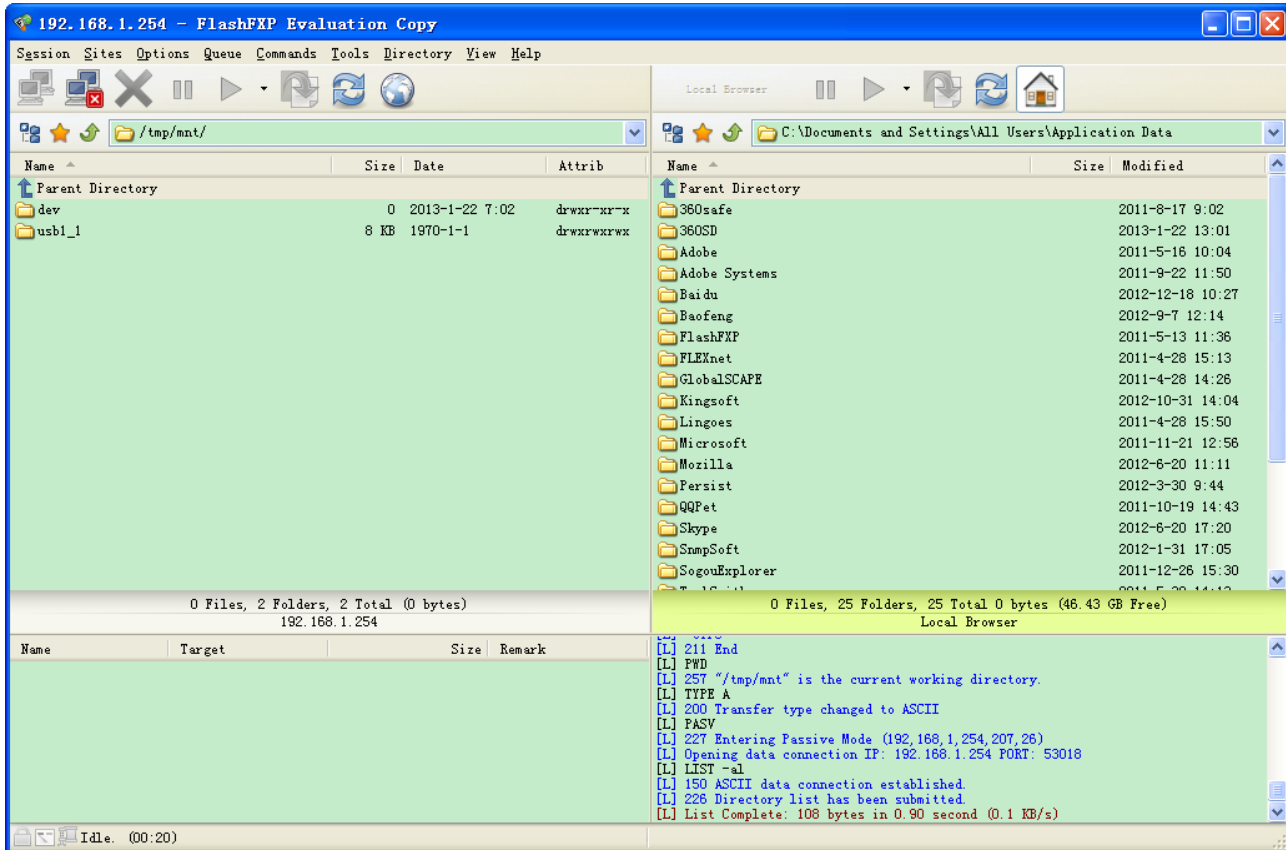 192.168.1.254 - FlashFXP Evaluation Copy
Session Sites Options Queue Commands Tools Directory View Help
Local Browser
/tmp/mnt/
C:\Documents and Settings\All Users\Application Data
Name Size Date Attrib
Parent Directory
dev 0 2013-1-22 7:02 drwxr-xr-x
usb1_1 8 KB 1970-1-1 drwxrwxrwx
0 Files, 2 Folders, 2 Total (0 bytes)
192.168.1.254
Name Size Modified
Parent Directory
360safe 2011-8-17 9:02
360SD 2013-1-22 13:01
Adobe 2011-5-16 10:04
Adobe Systems 2011-9-22 11:50
Baidu 2012-12-18 10:27
Baofeng 2012-9-7 12:14
FlashFXP 2011-5-13 11:36
FLEXnet 2011-4-28 15:13
GlobalSCAPE 2011-4-28 14:26
Kingsoft 2012-10-31 14:04
Lingoes 2011-4-28 15:50
Microsoft 2011-11-21 12:56
Mozilla 2012-6-20 11:11
Persist 2012-3-30 9:44
QQPet 2011-10-19 14:43
Skype 2012-6-20 17:20
SnmpSoft 2012-1-31 17:05
SogouExplorer 2011-12-26 15:30
0 Files, 25 Folders, 25 Total 0 bytes (46.43 GB Free)
Local Browser
Name Target Size Remark
[L] 211 End
[L] PWD
[L] 257 "/tmp/mnt" is the current working directory.
[L] TYPE A
[L] 200 Transfer type changed to ASCII
[L] PASV
[L] 227 Entering Passive Mode (192,168,1,254,207,26)
[L] Opening data connection IP: 192.168.1.254 PORT: 53018
[L] LIST -al
[L] 150 ASCII data connection established.
[L] 226 Directory list has been submitted.
[L] List Complete: 108 bytes in 0.90 second (0.1 KB/s)
Idle. (00:20)